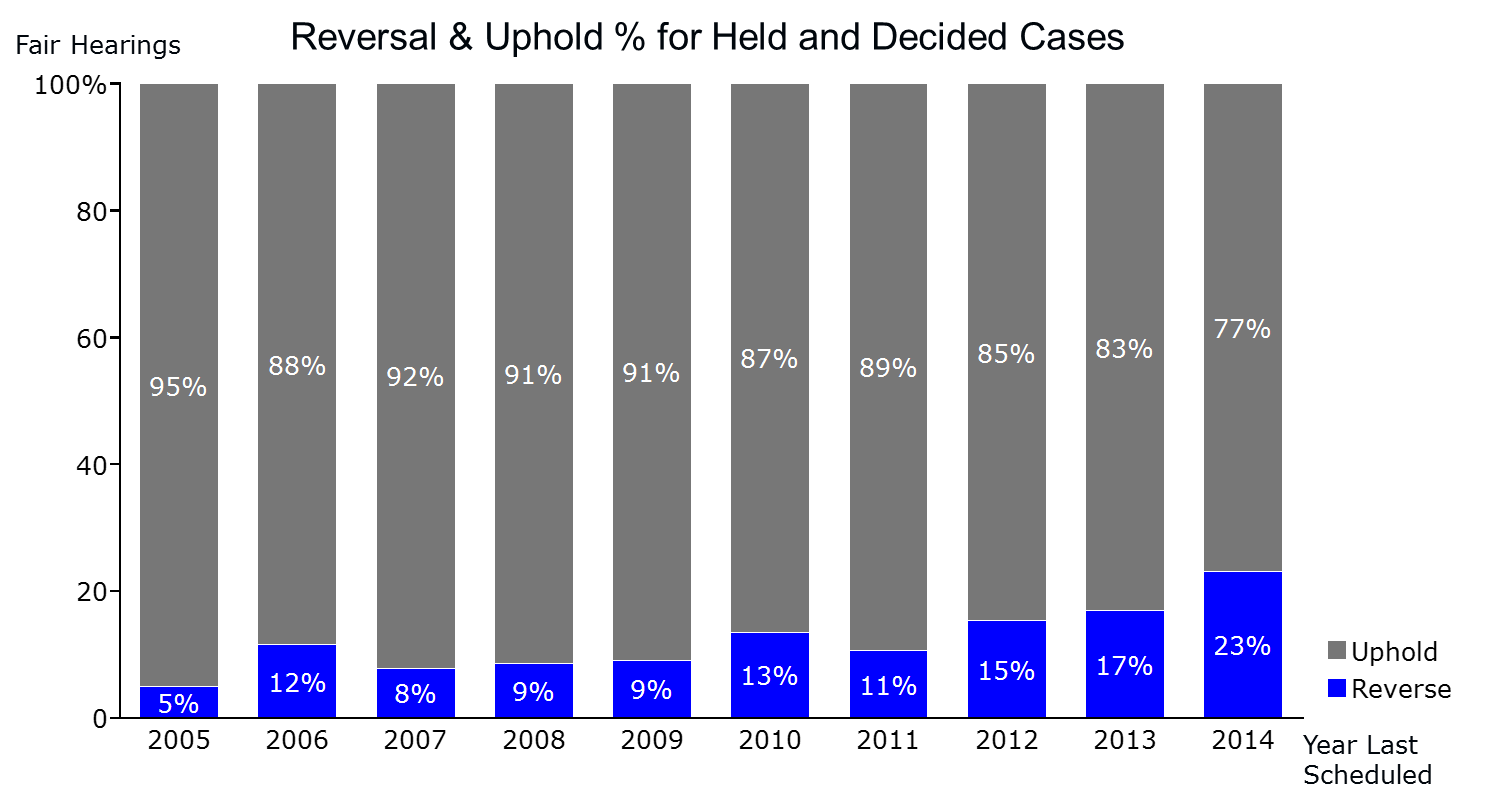 Reversal & Uphold % for Held and Decided Cases
Fair Hearings
100%
80
60
40
20
0
95% 88% 92% 91% 91% 87% 89% 85% 83% 77%
5% 12% 8% 9% 9% 13% 11% 15% 17% 23%
Uphold
Reverse
2005 2006 2007 2008 2009 2010 2011 2012 2013 2014
Year Last
Scheduled